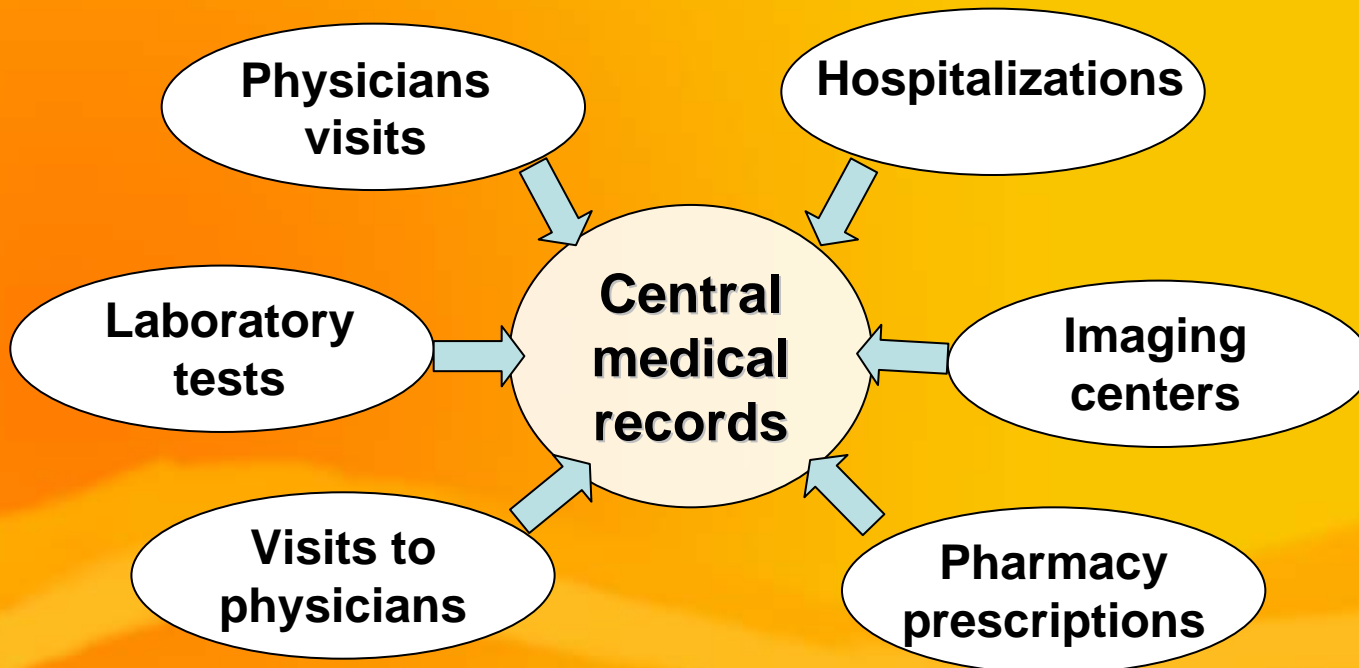 Physicians
visits
Hospitalizations
Laboratory
tests
Central
medical
records
Imaging
centers
Visits to
physicians
Pharmacy
prescriptions